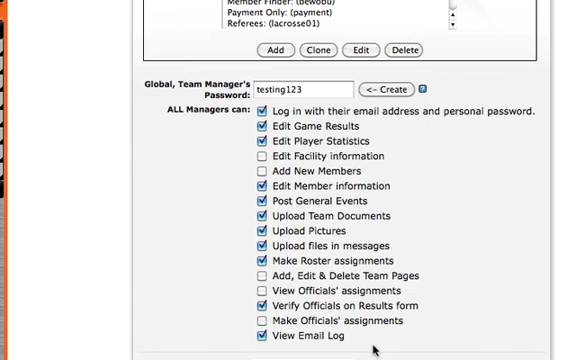 Member Finder: (bewobu)
Payment Only: (payment)
Referees: (lacrosse01)
Add Clone Edit Delete
Global, Team Manager's
Password: testing123 <- Create ?
ALL Managers can: Log in with their email address and personal password.
Edit Game Results
Edit Player Statistics
Edit Facility information
Add New Members
Edit Member information
Post General Events
Upload Team Documents
Upload Pictures
Upload files in messages
Make Roster assignments
Add, Edit & Delete Team Pages
View Officials' assignments
Verify Officials on Results form
Make Officials' assignments
View Email Log